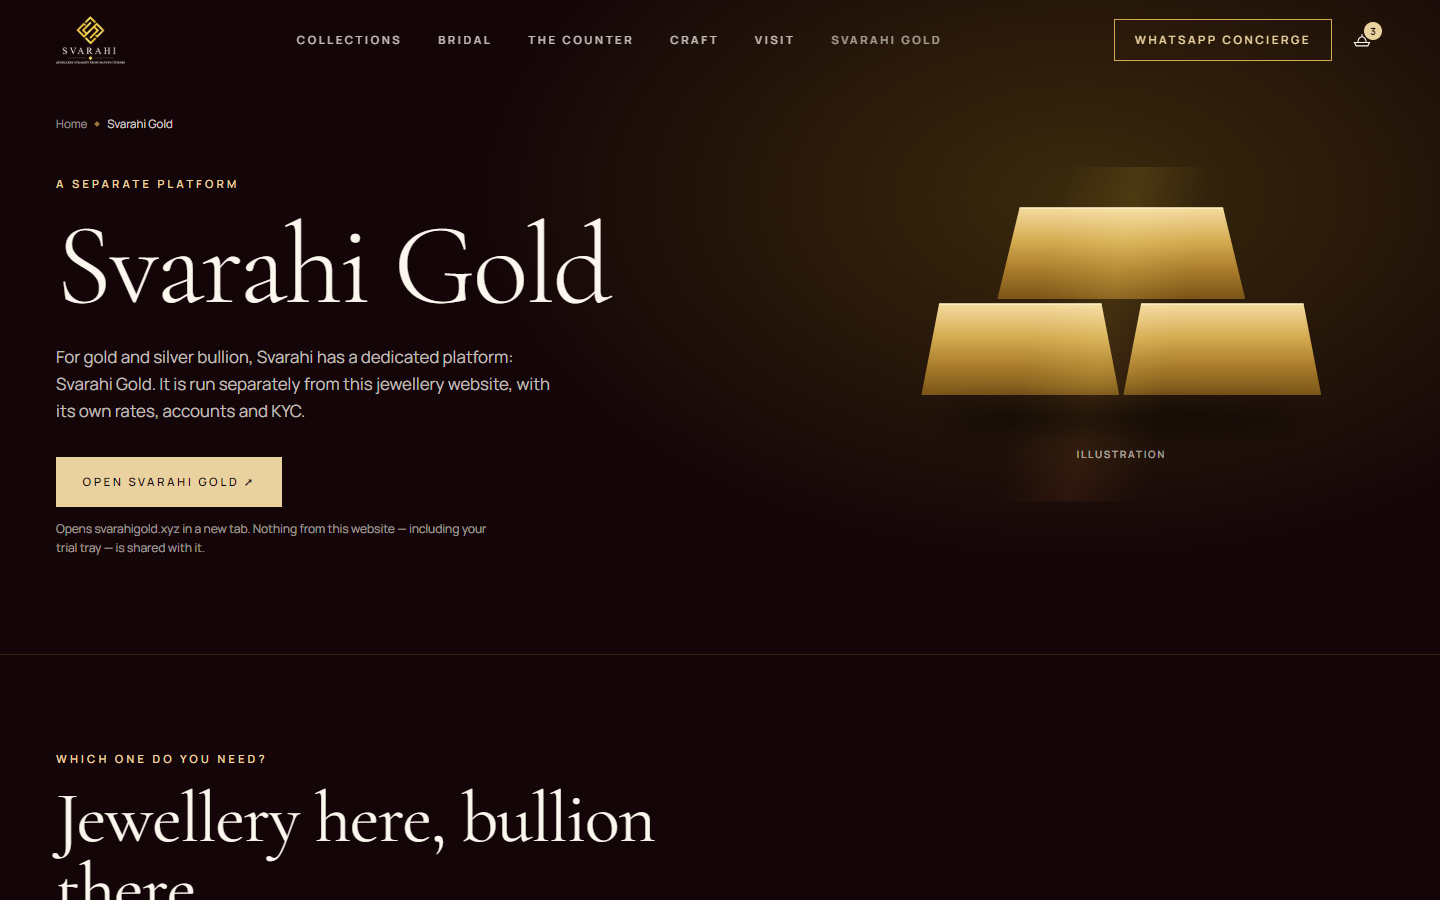 SVARAHI
JEWELLERY STRAIGHT FROM MANUFACTURERS
COLLECTIONS
BRIDAL
THE COUNTER
CRAFT
VISIT
SVARAHI GOLD
WHATSAPP CONCIERGE
3
Home ◆ Svarahi Gold
A SEPARATE PLATFORM
Svarahi Gold
For gold and silver bullion, Svarahi has a dedicated platform:
Svarahi Gold. It is run separately from this jewellery website, with
its own rates, accounts and KYC.
OPEN SVARAHI GOLD ↗
Opens svarahigold.xyz in a new tab. Nothing from this website — including your
trial tray — is shared with it.
ILLUSTRATION
WHICH ONE DO YOU NEED?
Jewellery here, bullion
there